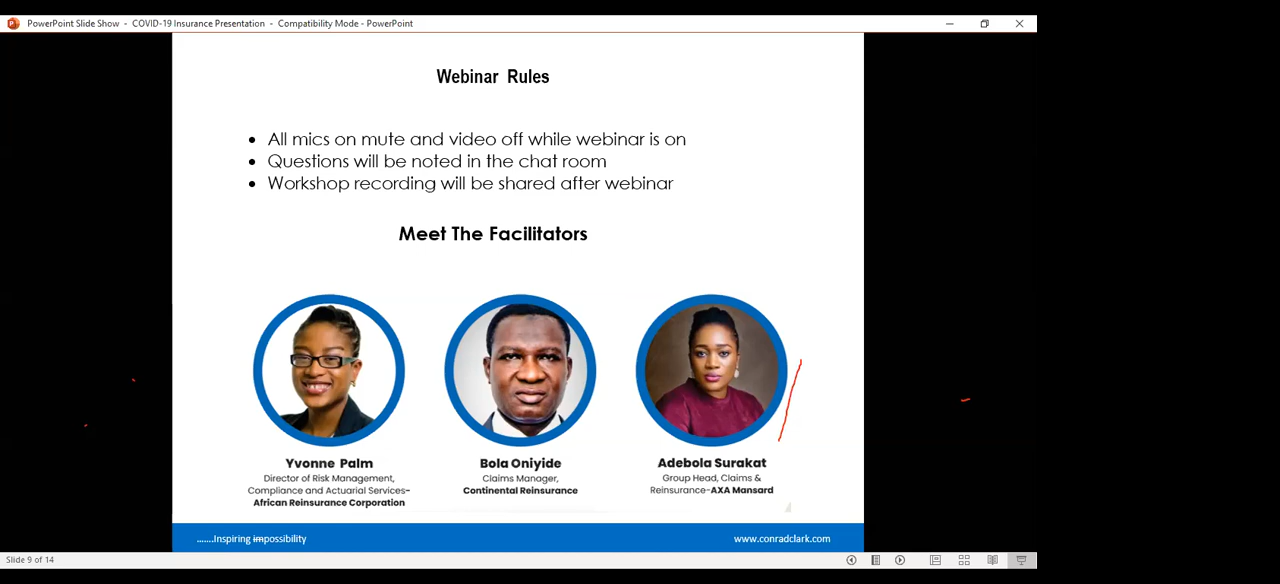 PowerPoint Slide Show - COVID-19 Insurance Presentation - Compatibility Mode - PowerPoint
Webinar Rules
• All mics on mute and video off while webinar is on
• Questions will be noted in the chat room
• Workshop recording will be shared after webinar
Meet The Facilitators
Yvonne Palm
Director of Risk Management,
Compliance and Actuarial Services-
African Reinsurance Corporation
Bola Oniyide
Claims Manager,
Continental Reinsurance
Adebola Surakat
Group Head, Claims &
Reinsurance-AXA Mansard
.......Inspiring impossibility
www.conradclark.com
Slide 9 of 14